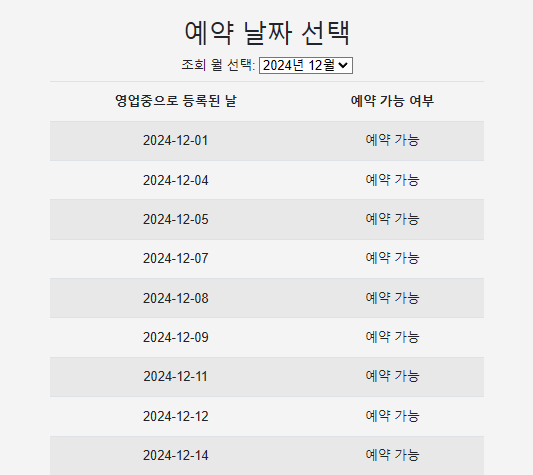 예약 날짜 선택
조회 월 선택: 2024년 12월
영업중으로 등록된 날 예약 가능 여부
2024-12-01 예약 가능
2024-12-04 예약 가능
2024-12-05 예약 가능
2024-12-07 예약 가능
2024-12-08 예약 가능
2024-12-09 예약 가능
2024-12-11 예약 가능
2024-12-12 예약 가능
2024-12-14 예약 가능